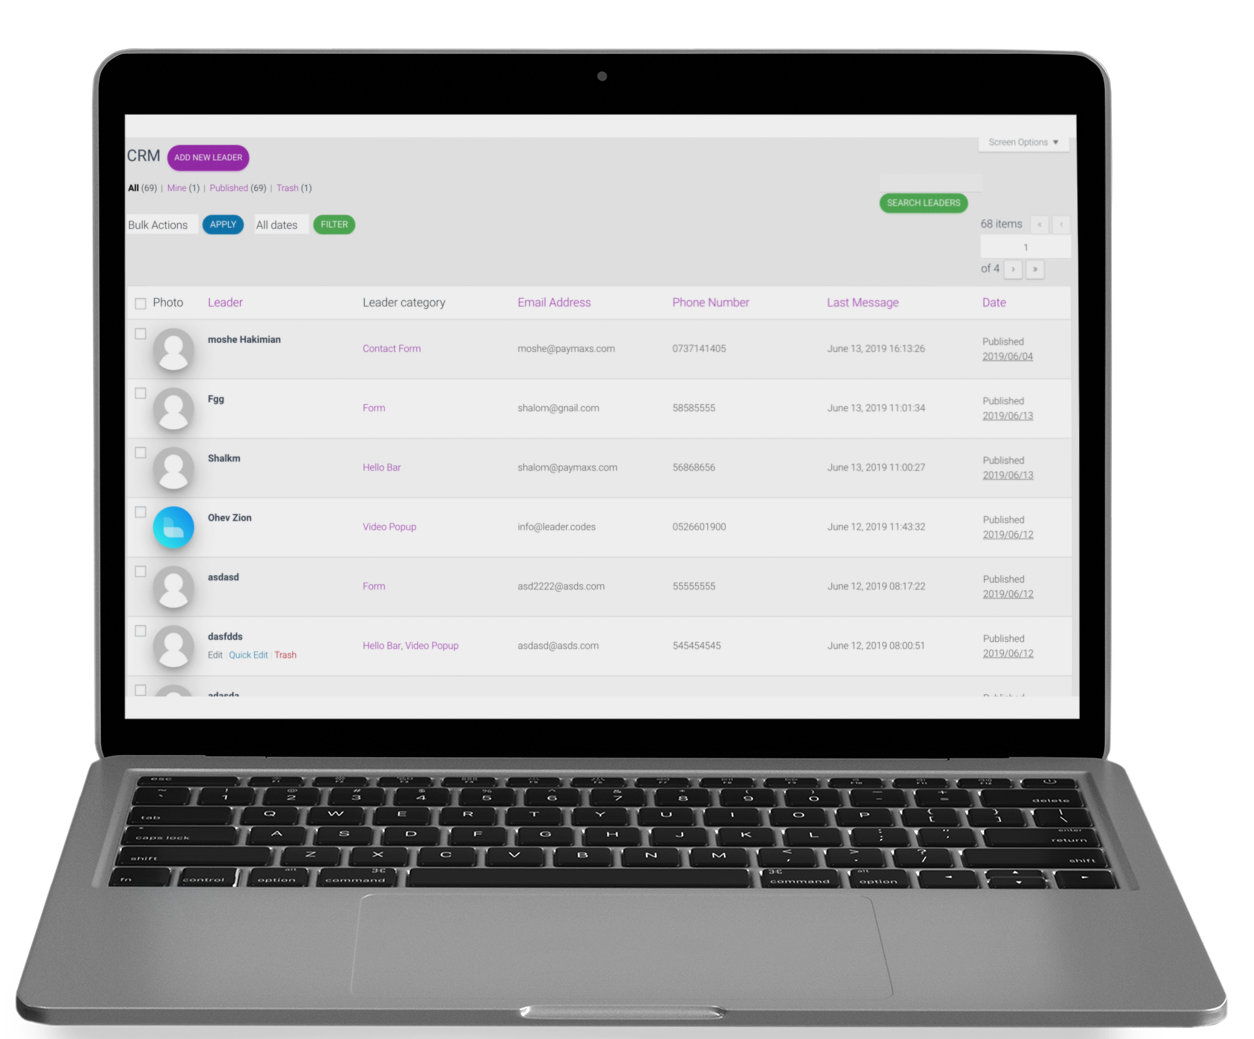 CRM ADD NEW LEADER
Screen Options ▼
All (69) | Mine (1) | Published (69) | Trash (1)
SEARCH LEADERS
Bulk Actions APPLY All dates FILTER
68 items « ‹
1
of 4 › »
Photo Leader Leader category Email Address Phone Number Last Message Date
moshe Hakimian Contact Form moshe@paymaxs.com 0737141405 June 13, 2019 16:13:26 Published
2019/06/04
Fgg Form shalom@gnail.com 58585555 June 13, 2019 11:01:34 Published
2019/06/13
Shalkm Hello Bar shalom@paymaxs.com 56868656 June 13, 2019 11:00:27 Published
2019/06/13
Ohev Zion Video Popup info@leader.codes 0526601900 June 12, 2019 11:43:32 Published
2019/06/12
asdasd Form asd2222@asds.com 55555555 June 12, 2019 08:17:22 Published
2019/06/12
dasfdds Hello Bar, Video Popup asdasd@asds.com 545454545 June 12, 2019 08:00:51 Published
Edit | Quick Edit | Trash 2019/06/12
esc
~ ! @ # $ % ^ & * ( ) _ +
` 1 2 3 4 5 6 7 8 9 0 - = delete
tab Q W E R T Y U I O P { [ } ] | \
caps lock A S D F G H J K L : ; " ' enter return
shift Z X C V B N M < , > . ? / shift
fn control alt option ⌘ command ⌘ command alt option